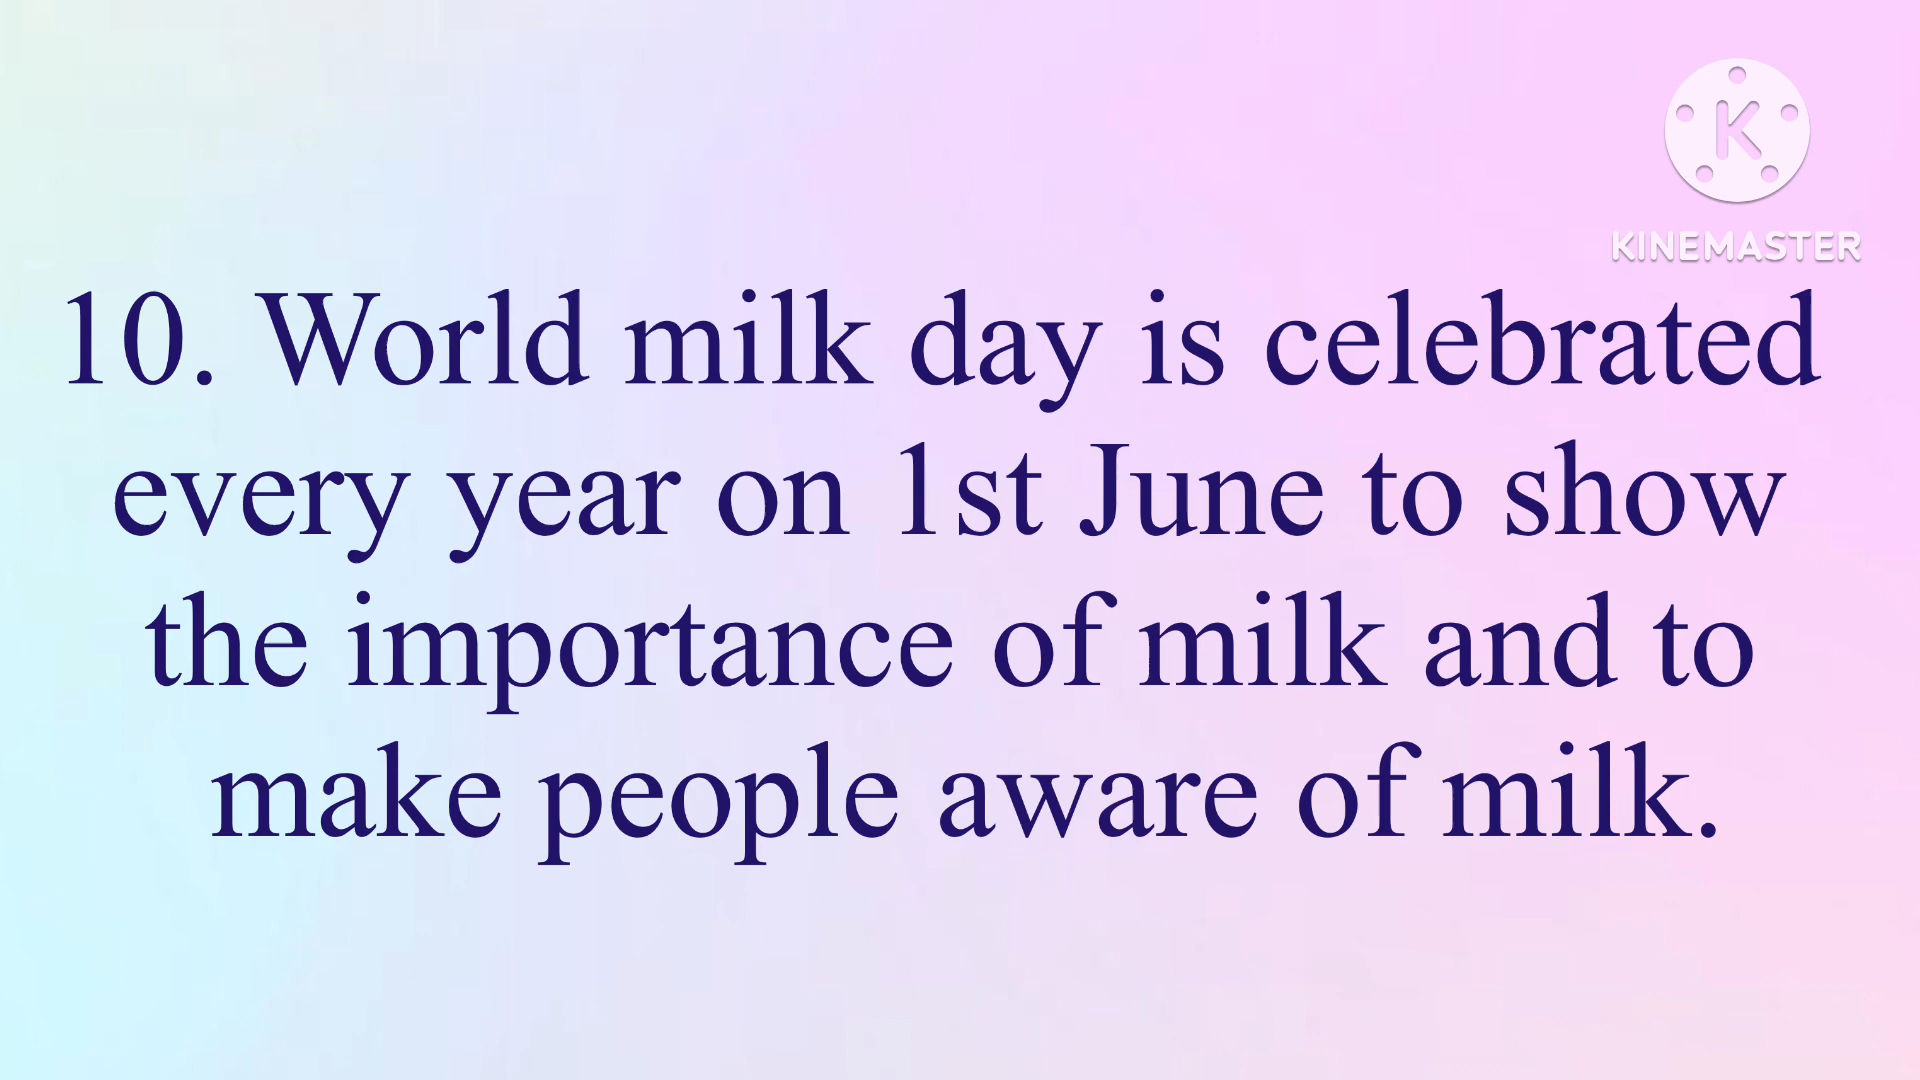 K
KINEMASTER
10. World milk day is celebrated
every year on 1st June to show
the importance of milk and to
make people aware of milk.